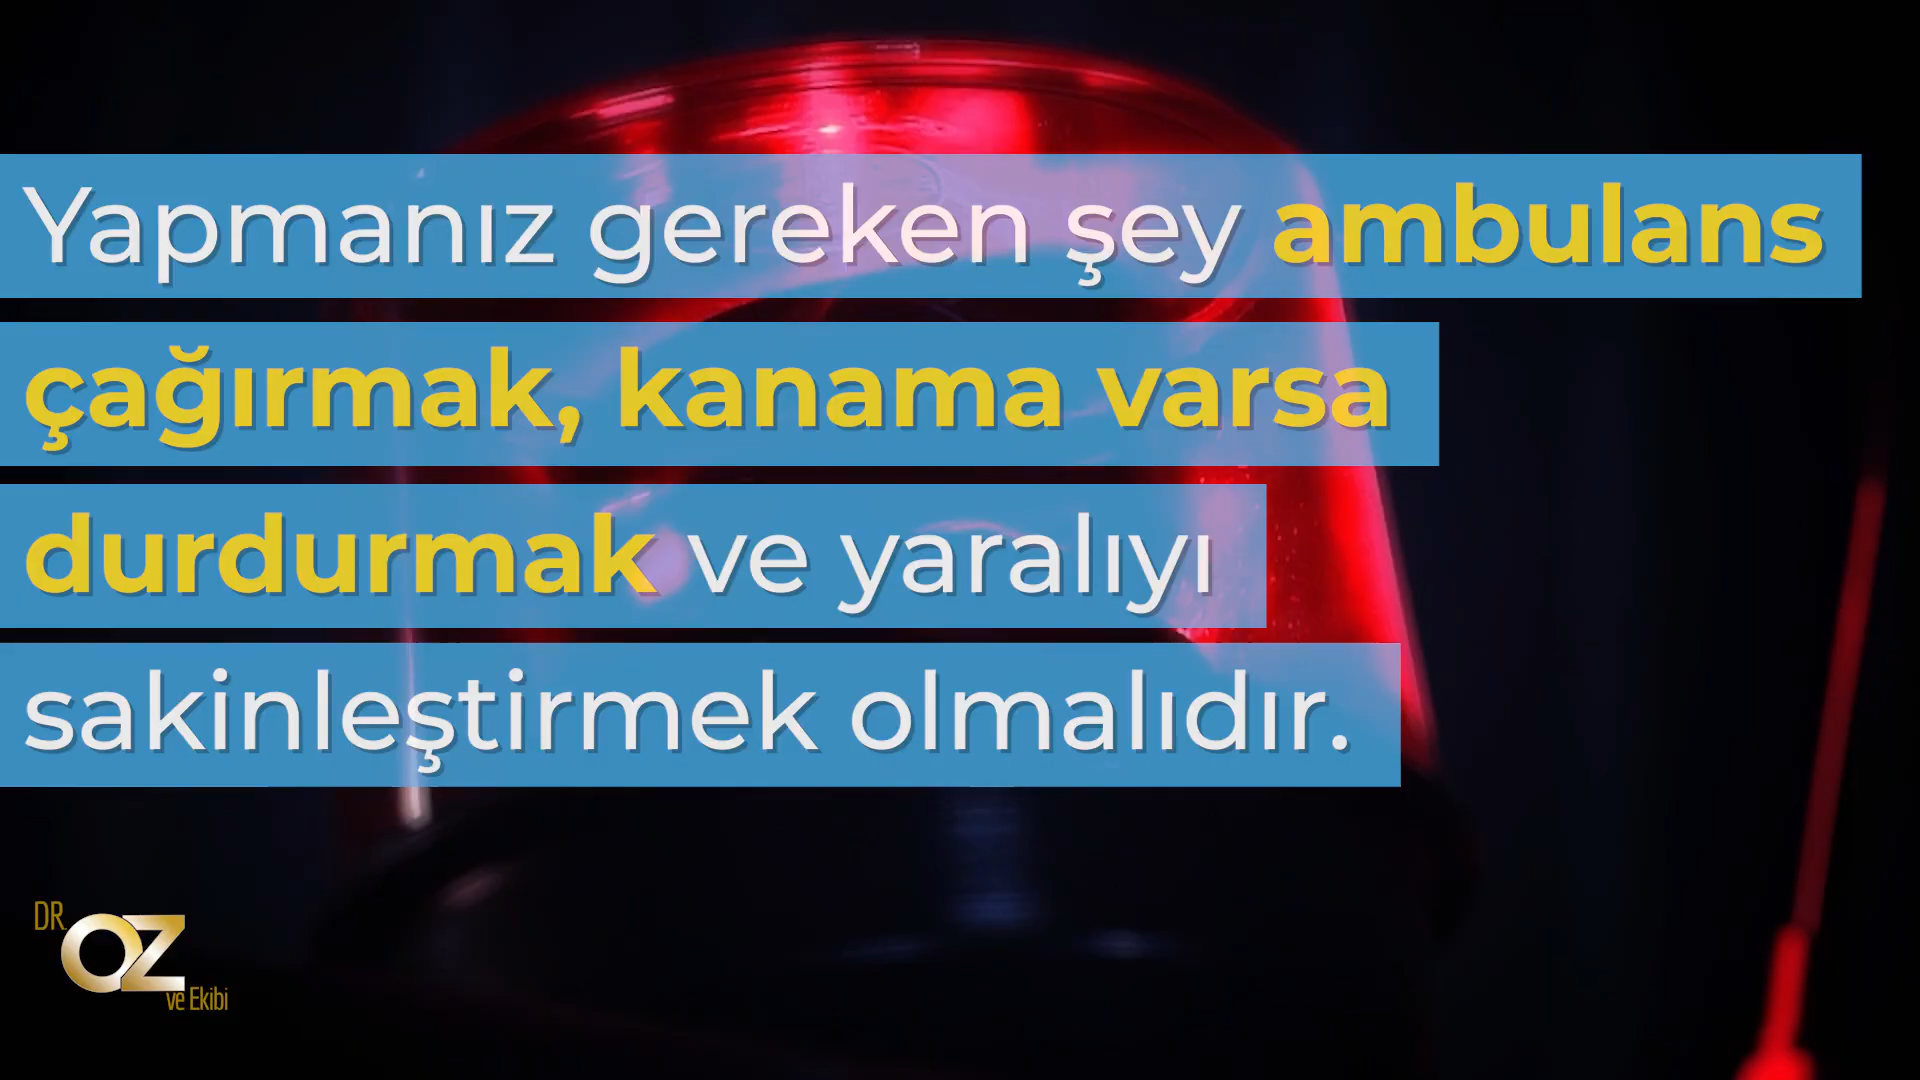 Yapmanız gereken şey ambulans
çağırmak, kanama varsa
durdurmak ve yaralıyı
sakinleştirmek olmalıdır.
DR.
OZ
ve Ekibi